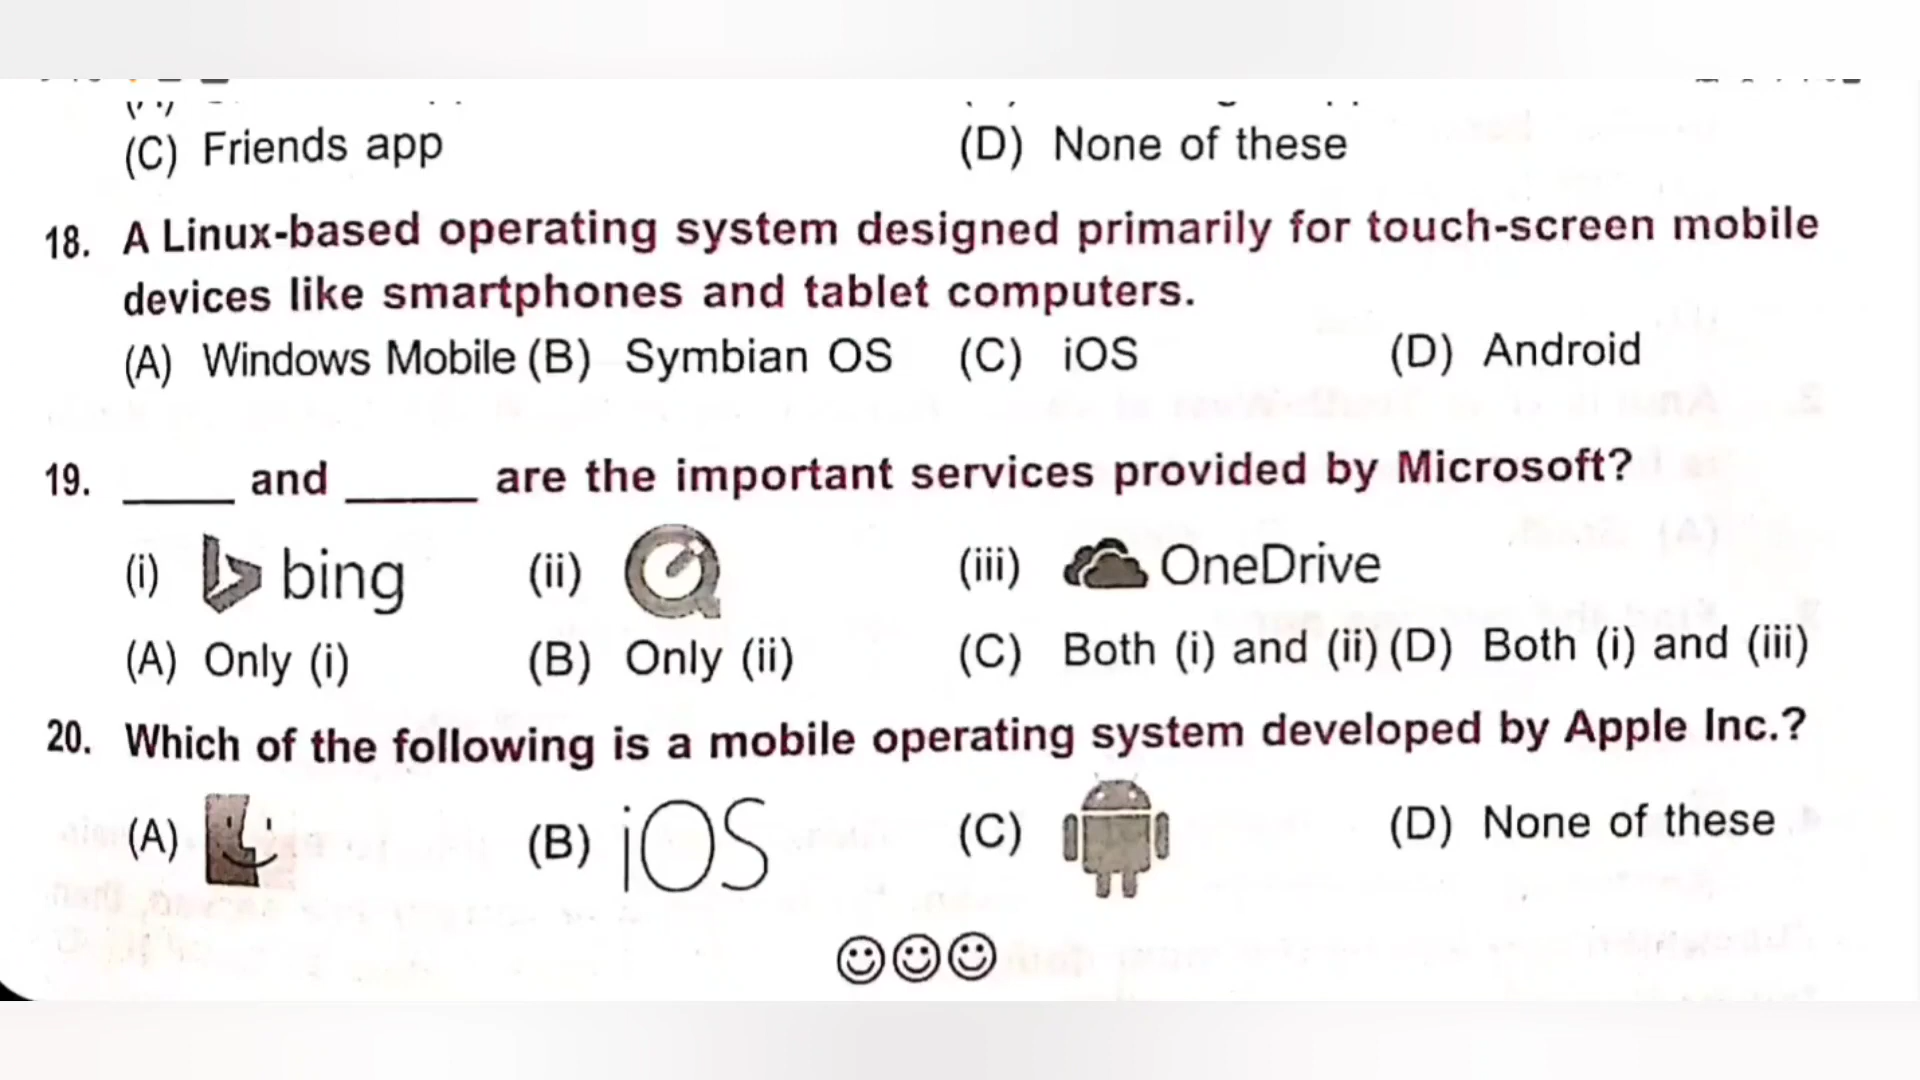 (C) Friends app (D) None of these
18. A Linux-based operating system designed primarily for touch-screen mobile
devices like smartphones and tablet computers.
(A) Windows Mobile (B) Symbian OS (C) iOS (D) Android
19. _____ and _____ are the important services provided by Microsoft?
(i) bing (ii) (iii) OneDrive
(A) Only (i) (B) Only (ii) (C) Both (i) and (ii) (D) Both (i) and (iii)
20. Which of the following is a mobile operating system developed by Apple Inc.?
(A) (B) iOS (C) (D) None of these